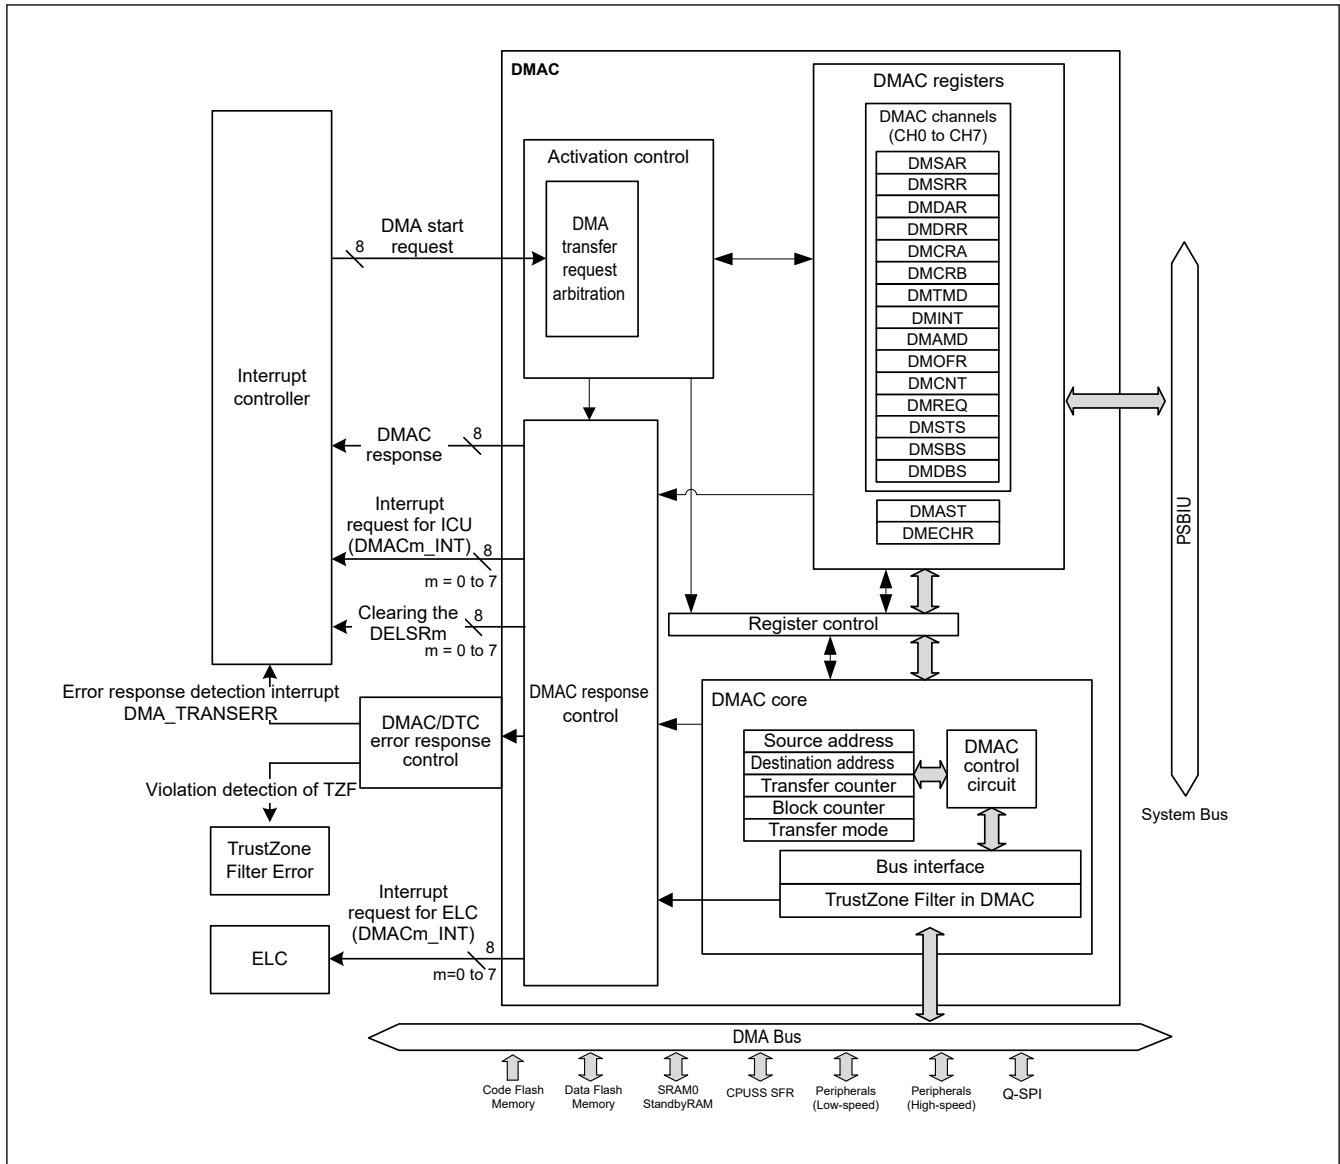 DMAC
DMAC registers
DMAC channels
(CH0 to CH7)
DMSAR
DMSRR
DMDAR
DMDRR
DMCRA
DMCRB
DMTMD
DMINT
DMAMD
DMOFR
DMCNT
DMREQ
DMSTS
DMSBS
DMDBS
DMAST
DMECHR
Activation control
DMA
transfer
request
arbitration
DMA start
request
8
Interrupt
controller
DMAC
response
8
Interrupt
request for ICU
(DMACm_INT)
8
m = 0 to 7
Clearing the
DELSRm
8
m = 0 to 7
Error response detection interrupt
DMA_TRANSERR
DMAC/DTC
error response
control
Violation detection of TZF
TrustZone
Filter Error
Interrupt
request for ELC
(DMACm_INT)
8
m=0 to 7
ELC
DMAC response
control
Register control
DMAC core
Source address
Destination address
Transfer counter
Block counter
Transfer mode
DMAC
control
circuit
Bus interface
TrustZone Filter in DMAC
PSBIU
System Bus
DMA Bus
Code Flash
Memory
Data Flash
Memory
SRAM0
StandbyRAM
CPUSS SFR
Peripherals
(Low-speed)
Peripherals
(High-speed)
Q-SPI